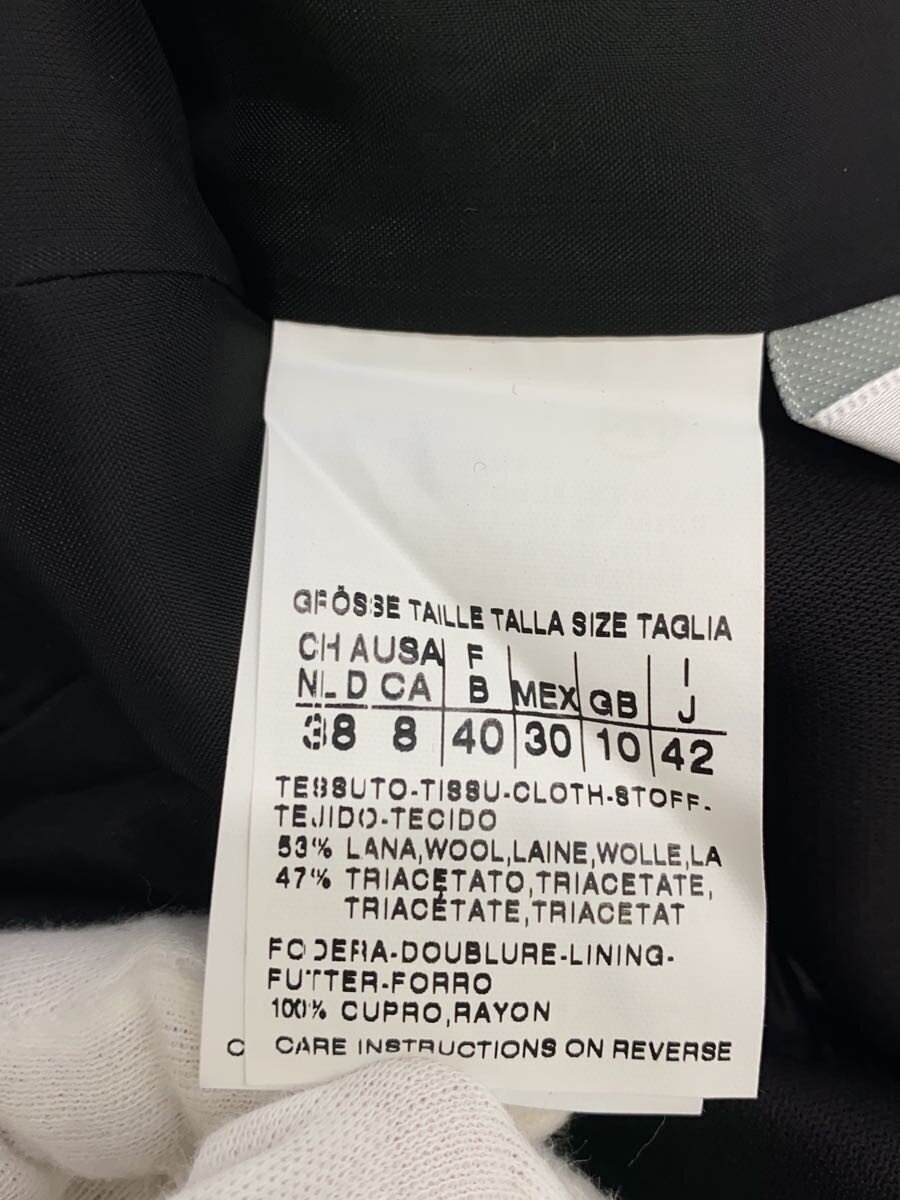 GRÖSSE TAILLE TALLA SIZE TAGLIA
CH A USA F I
NL D CA B MEX GB J
38 8 40 30 10 42
TESSUTO-TISSU-CLOTH-STOFF-
TEJIDO-TECIDO
53% LANA,WOOL,LAINE,WOLLE,LA
47% TRIACETATO,TRIACETATE,
TRIACÉTATE,TRIACETAT
FODERA-DOUBLURE-LINING-
FUTTER-FORRO
100% CUPRO,RAYON
C CARE INSTRUCTIONS ON REVERSE